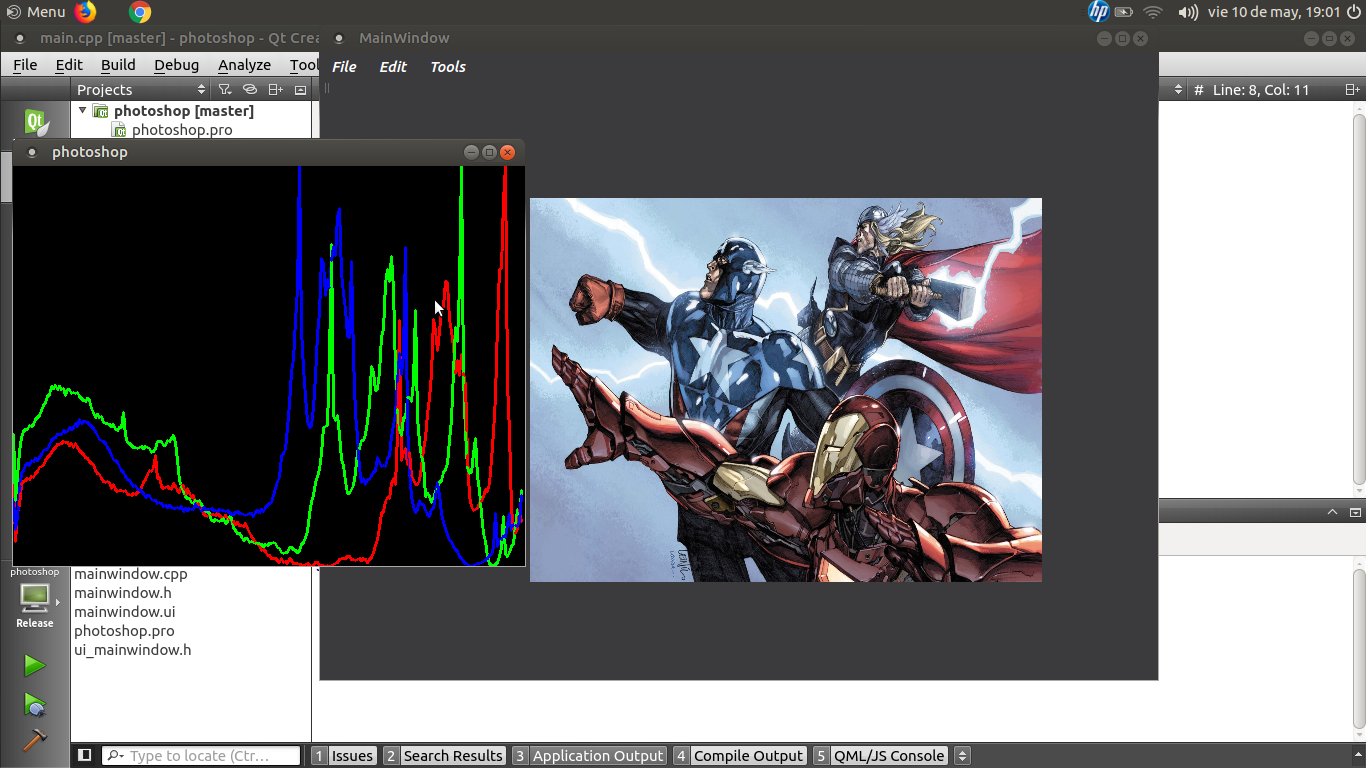 Menu
hp
vie 10 de may, 19:01
main.cpp [master] - photoshop - Qt Crea
MainWindow
File Edit Build Debug Analyze Tool
File Edit Tools
Projects
# Line: 8, Col: 11
Qt
photoshop [master]
photoshop.pro
photoshop
photoshop
mainwindow.cpp
mainwindow.h
mainwindow.ui
Release
photoshop.pro
ui_mainwindow.h
Type to locate (Ctr…
1 Issues
2 Search Results
3 Application Output
4 Compile Output
5 QML/JS Console